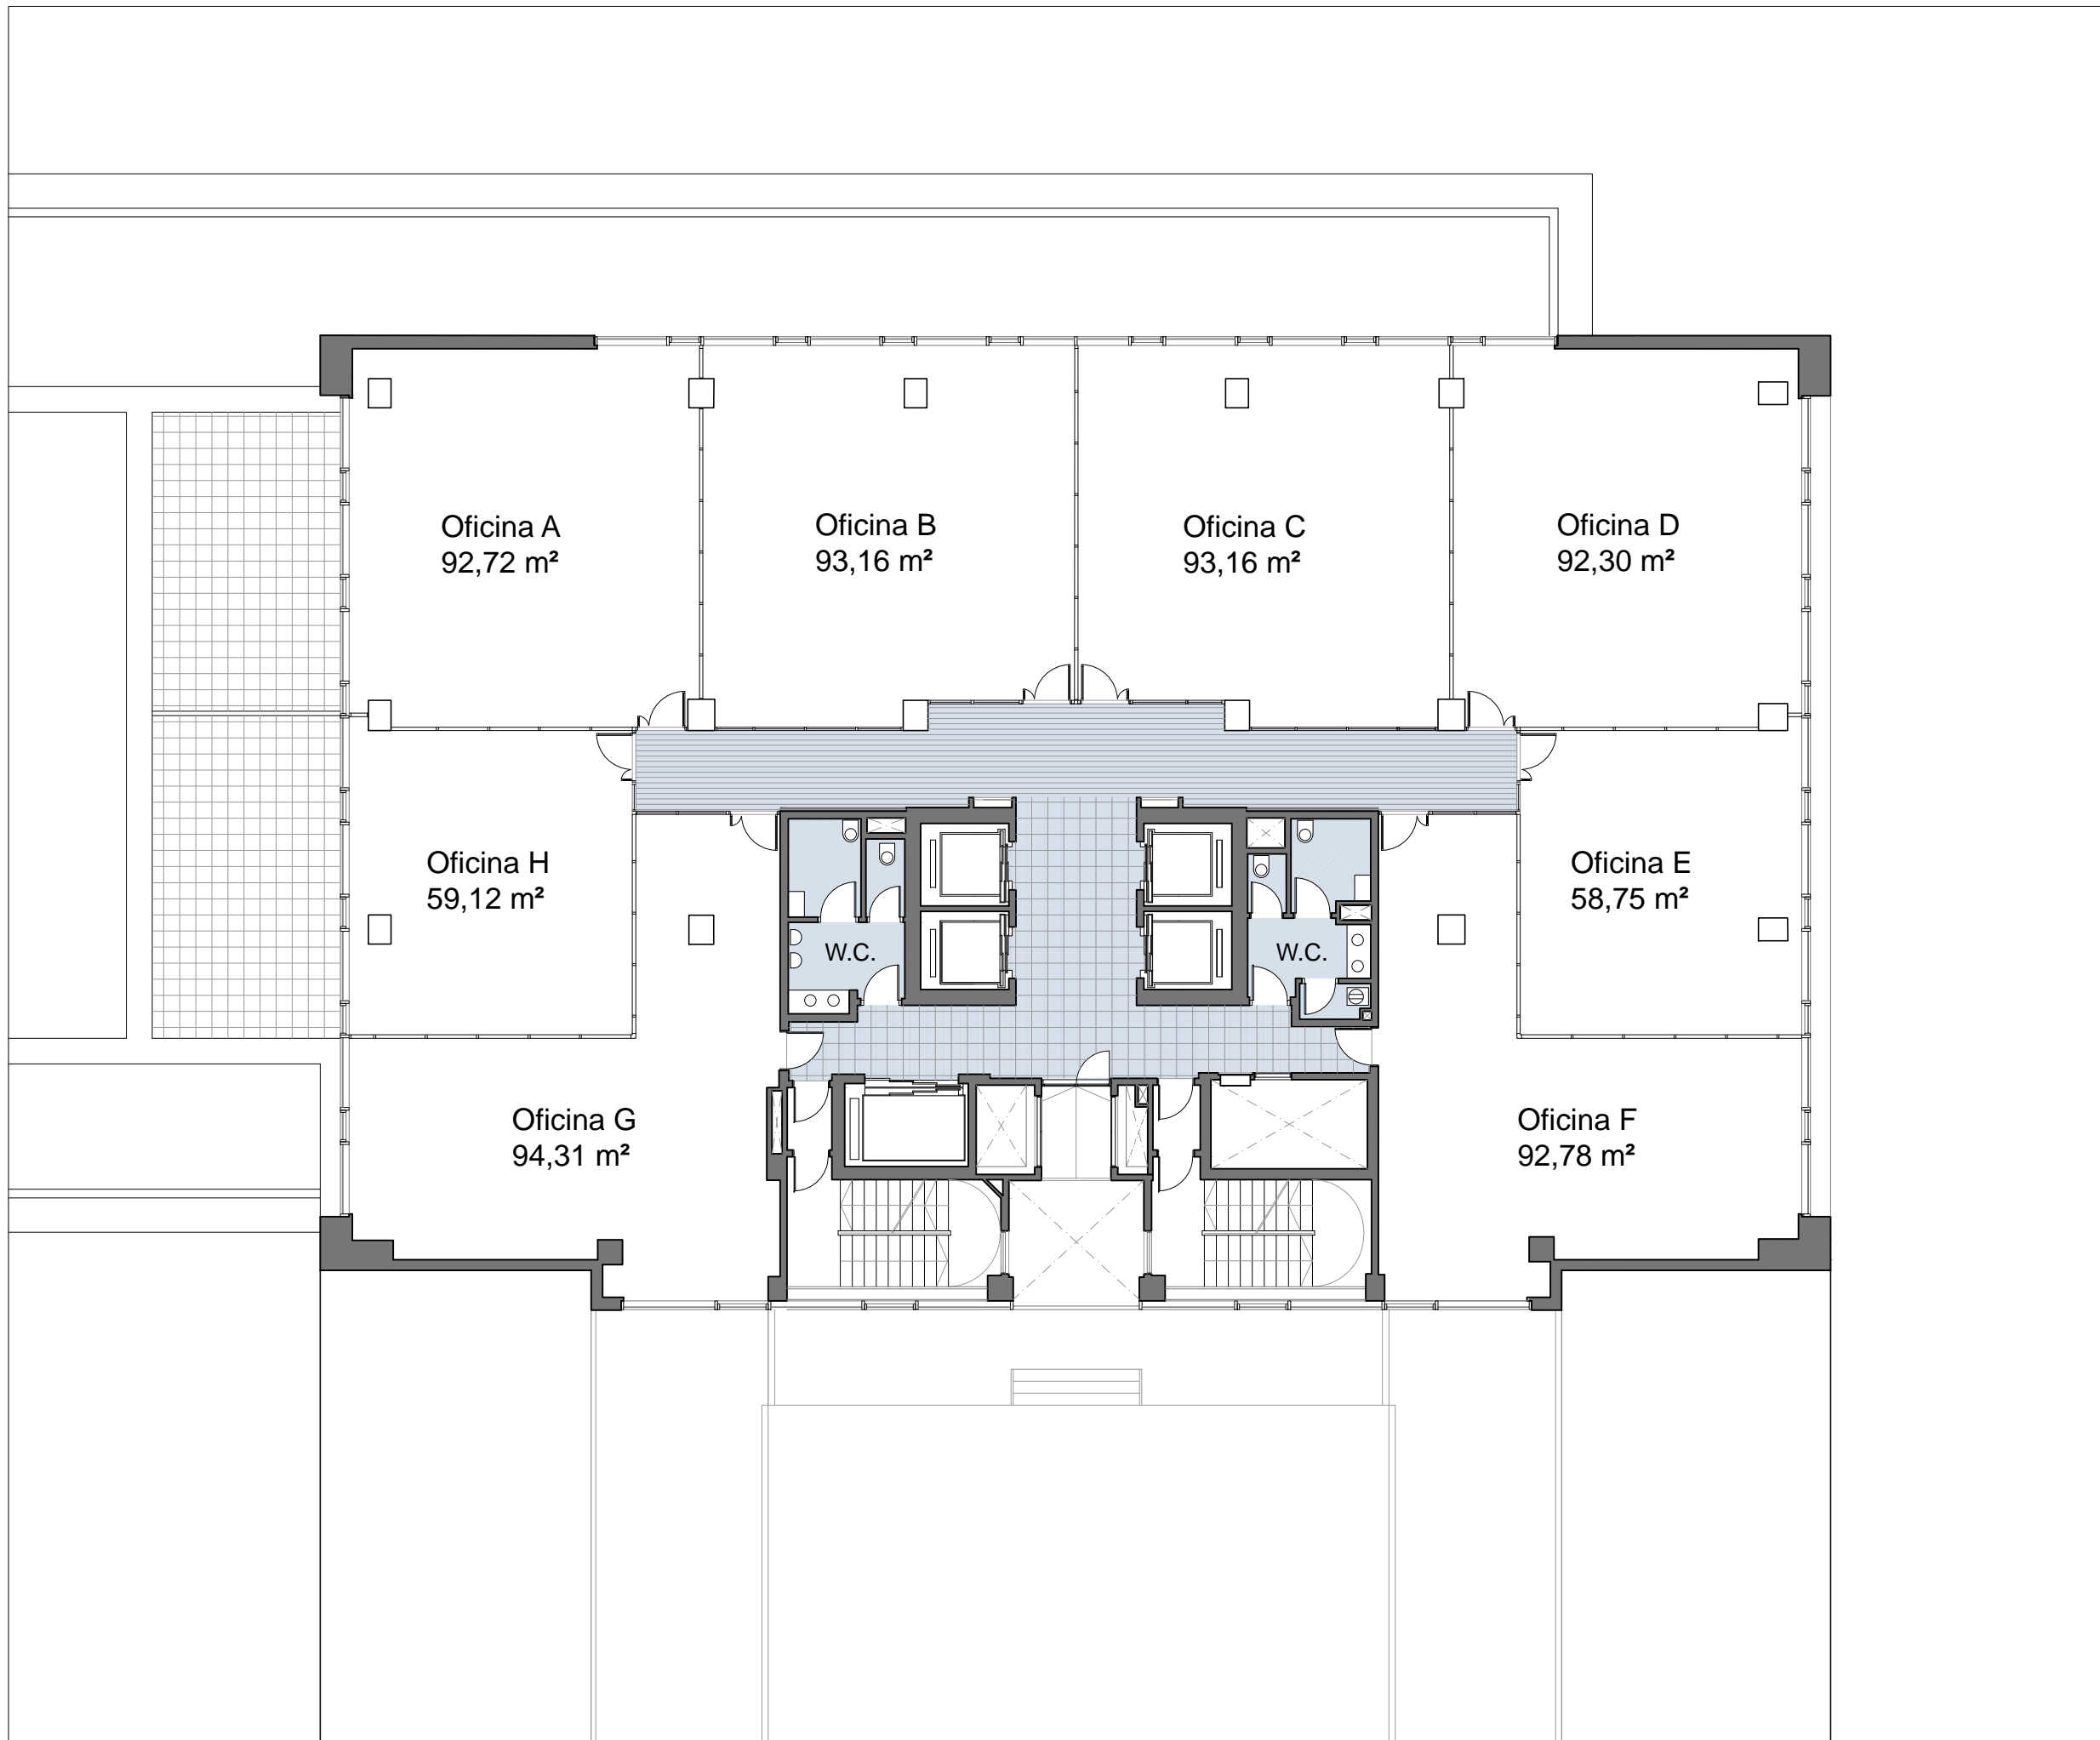 Oficina A
92,72 m²
Oficina B
93,16 m²
Oficina C
93,16 m²
Oficina D
92,30 m²
Oficina H
59,12 m²
W.C.
W.C.
Oficina E
58,75 m²
Oficina G
94,31 m²
Oficina F
92,78 m²